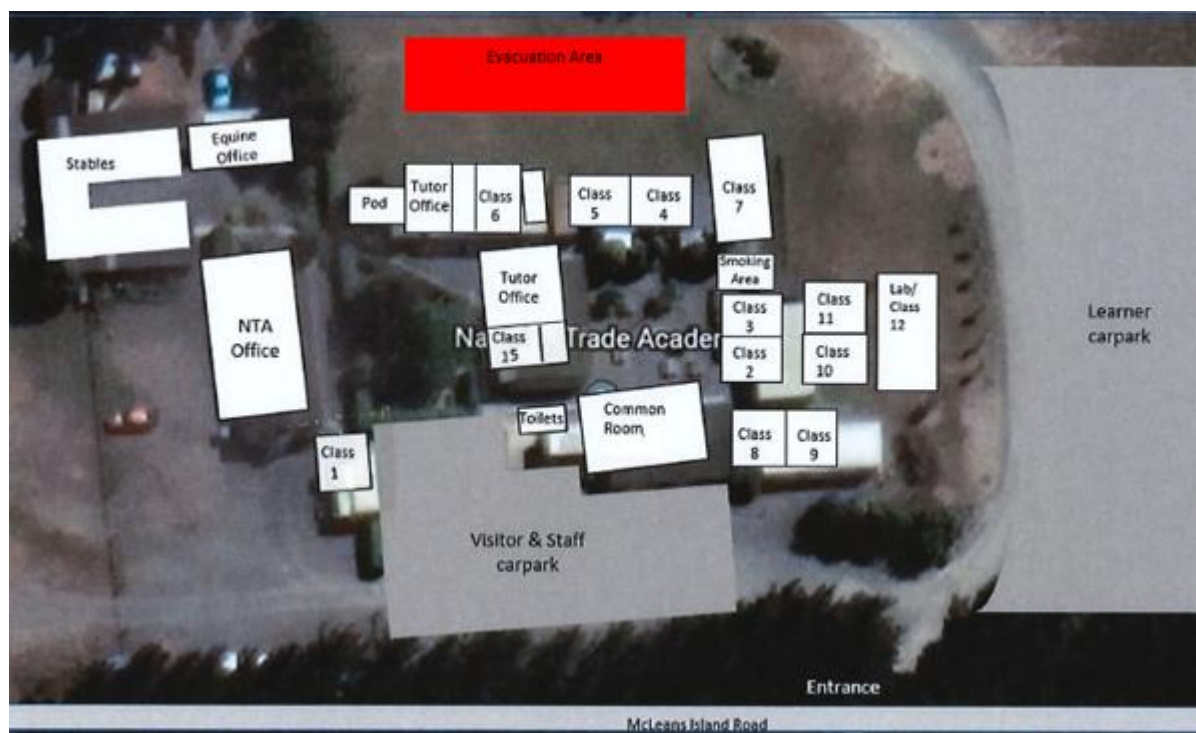 Evacuation Area
Equine
Office
Stables
Pod
Tutor
Office
Class
6
Class
5
Class
4
Class
7
Smoking
Area
Tutor
Office
NTA
Office
Class
3
Class
11
Lab/
Class
12
Learner
carpark
Na Trade Acader
Class
15
Class
2
Class
10
Toilets
Common
Room
Class
8
Class
9
Class
1
Visitor & Staff
carpark
Entrance
McLeans Island Road